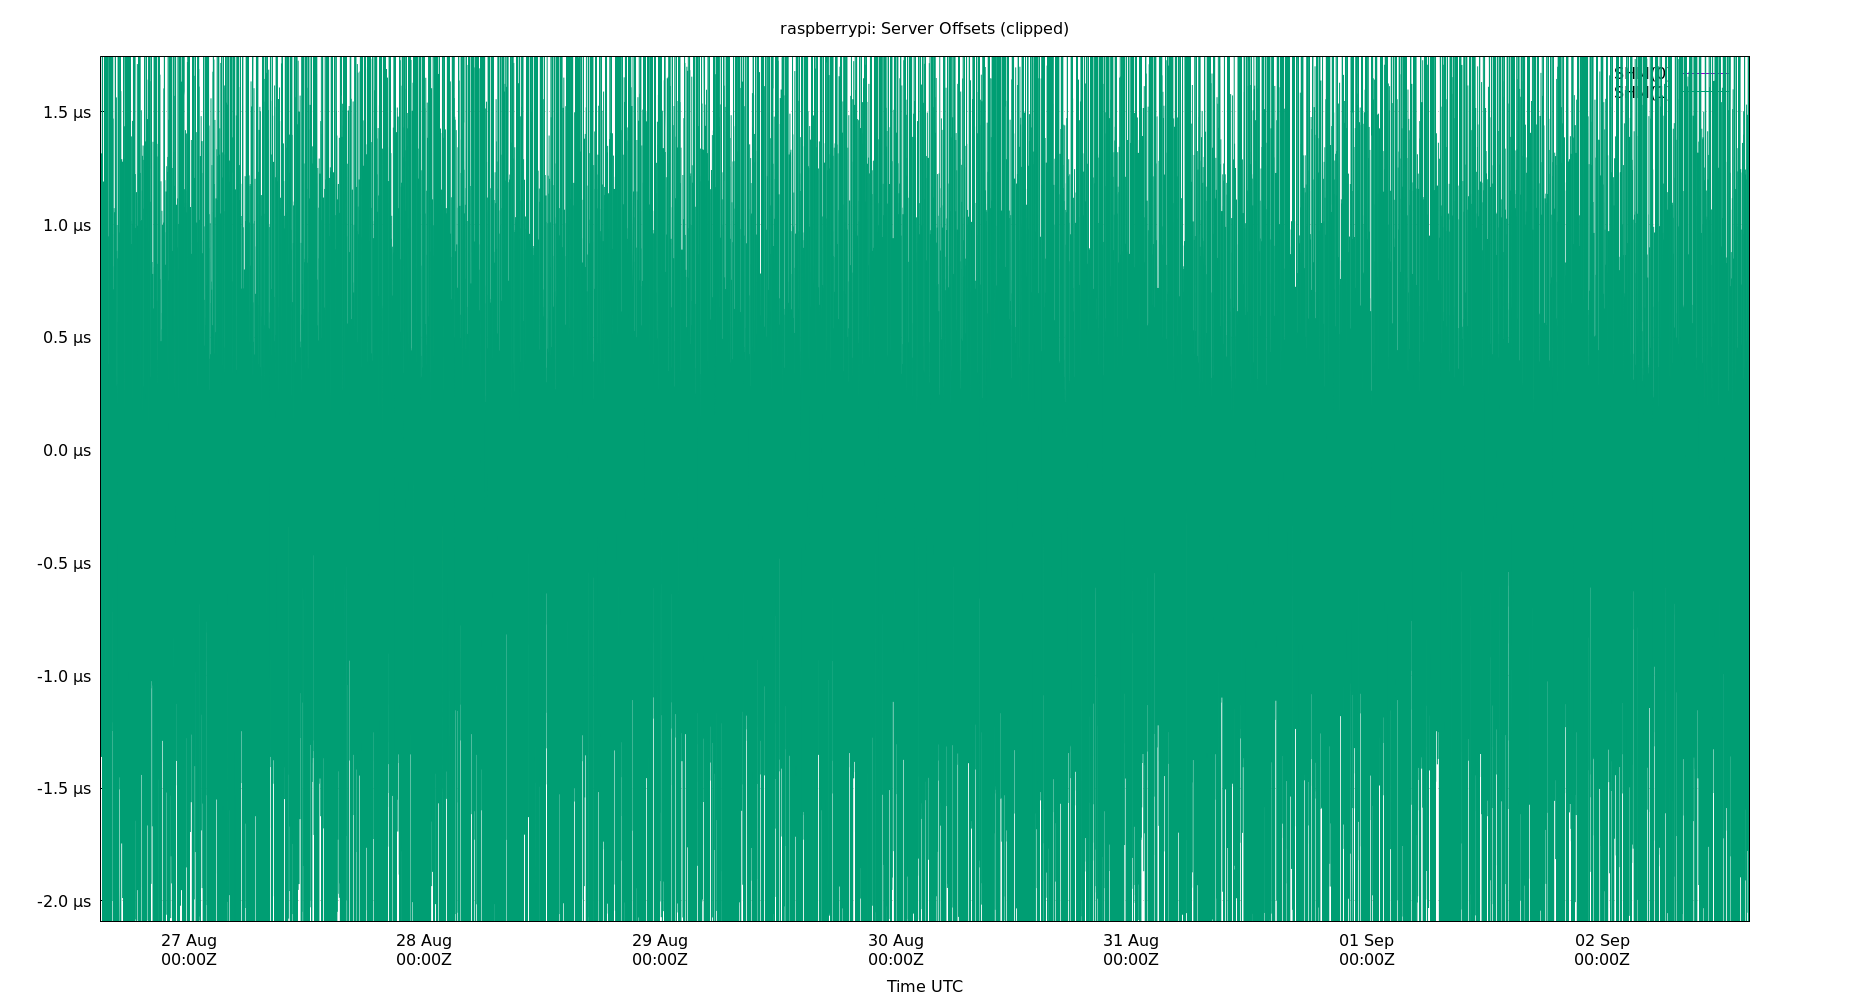 raspberrypi: Server Offsets (clipped)
1.5 µs
1.0 µs
0.5 µs
0.0 µs
-0.5 µs
-1.0 µs
-1.5 µs
-2.0 µs
27 Aug
00:00Z
28 Aug
00:00Z
29 Aug
00:00Z
30 Aug
00:00Z
31 Aug
00:00Z
01 Sep
00:00Z
02 Sep
00:00Z
Time UTC